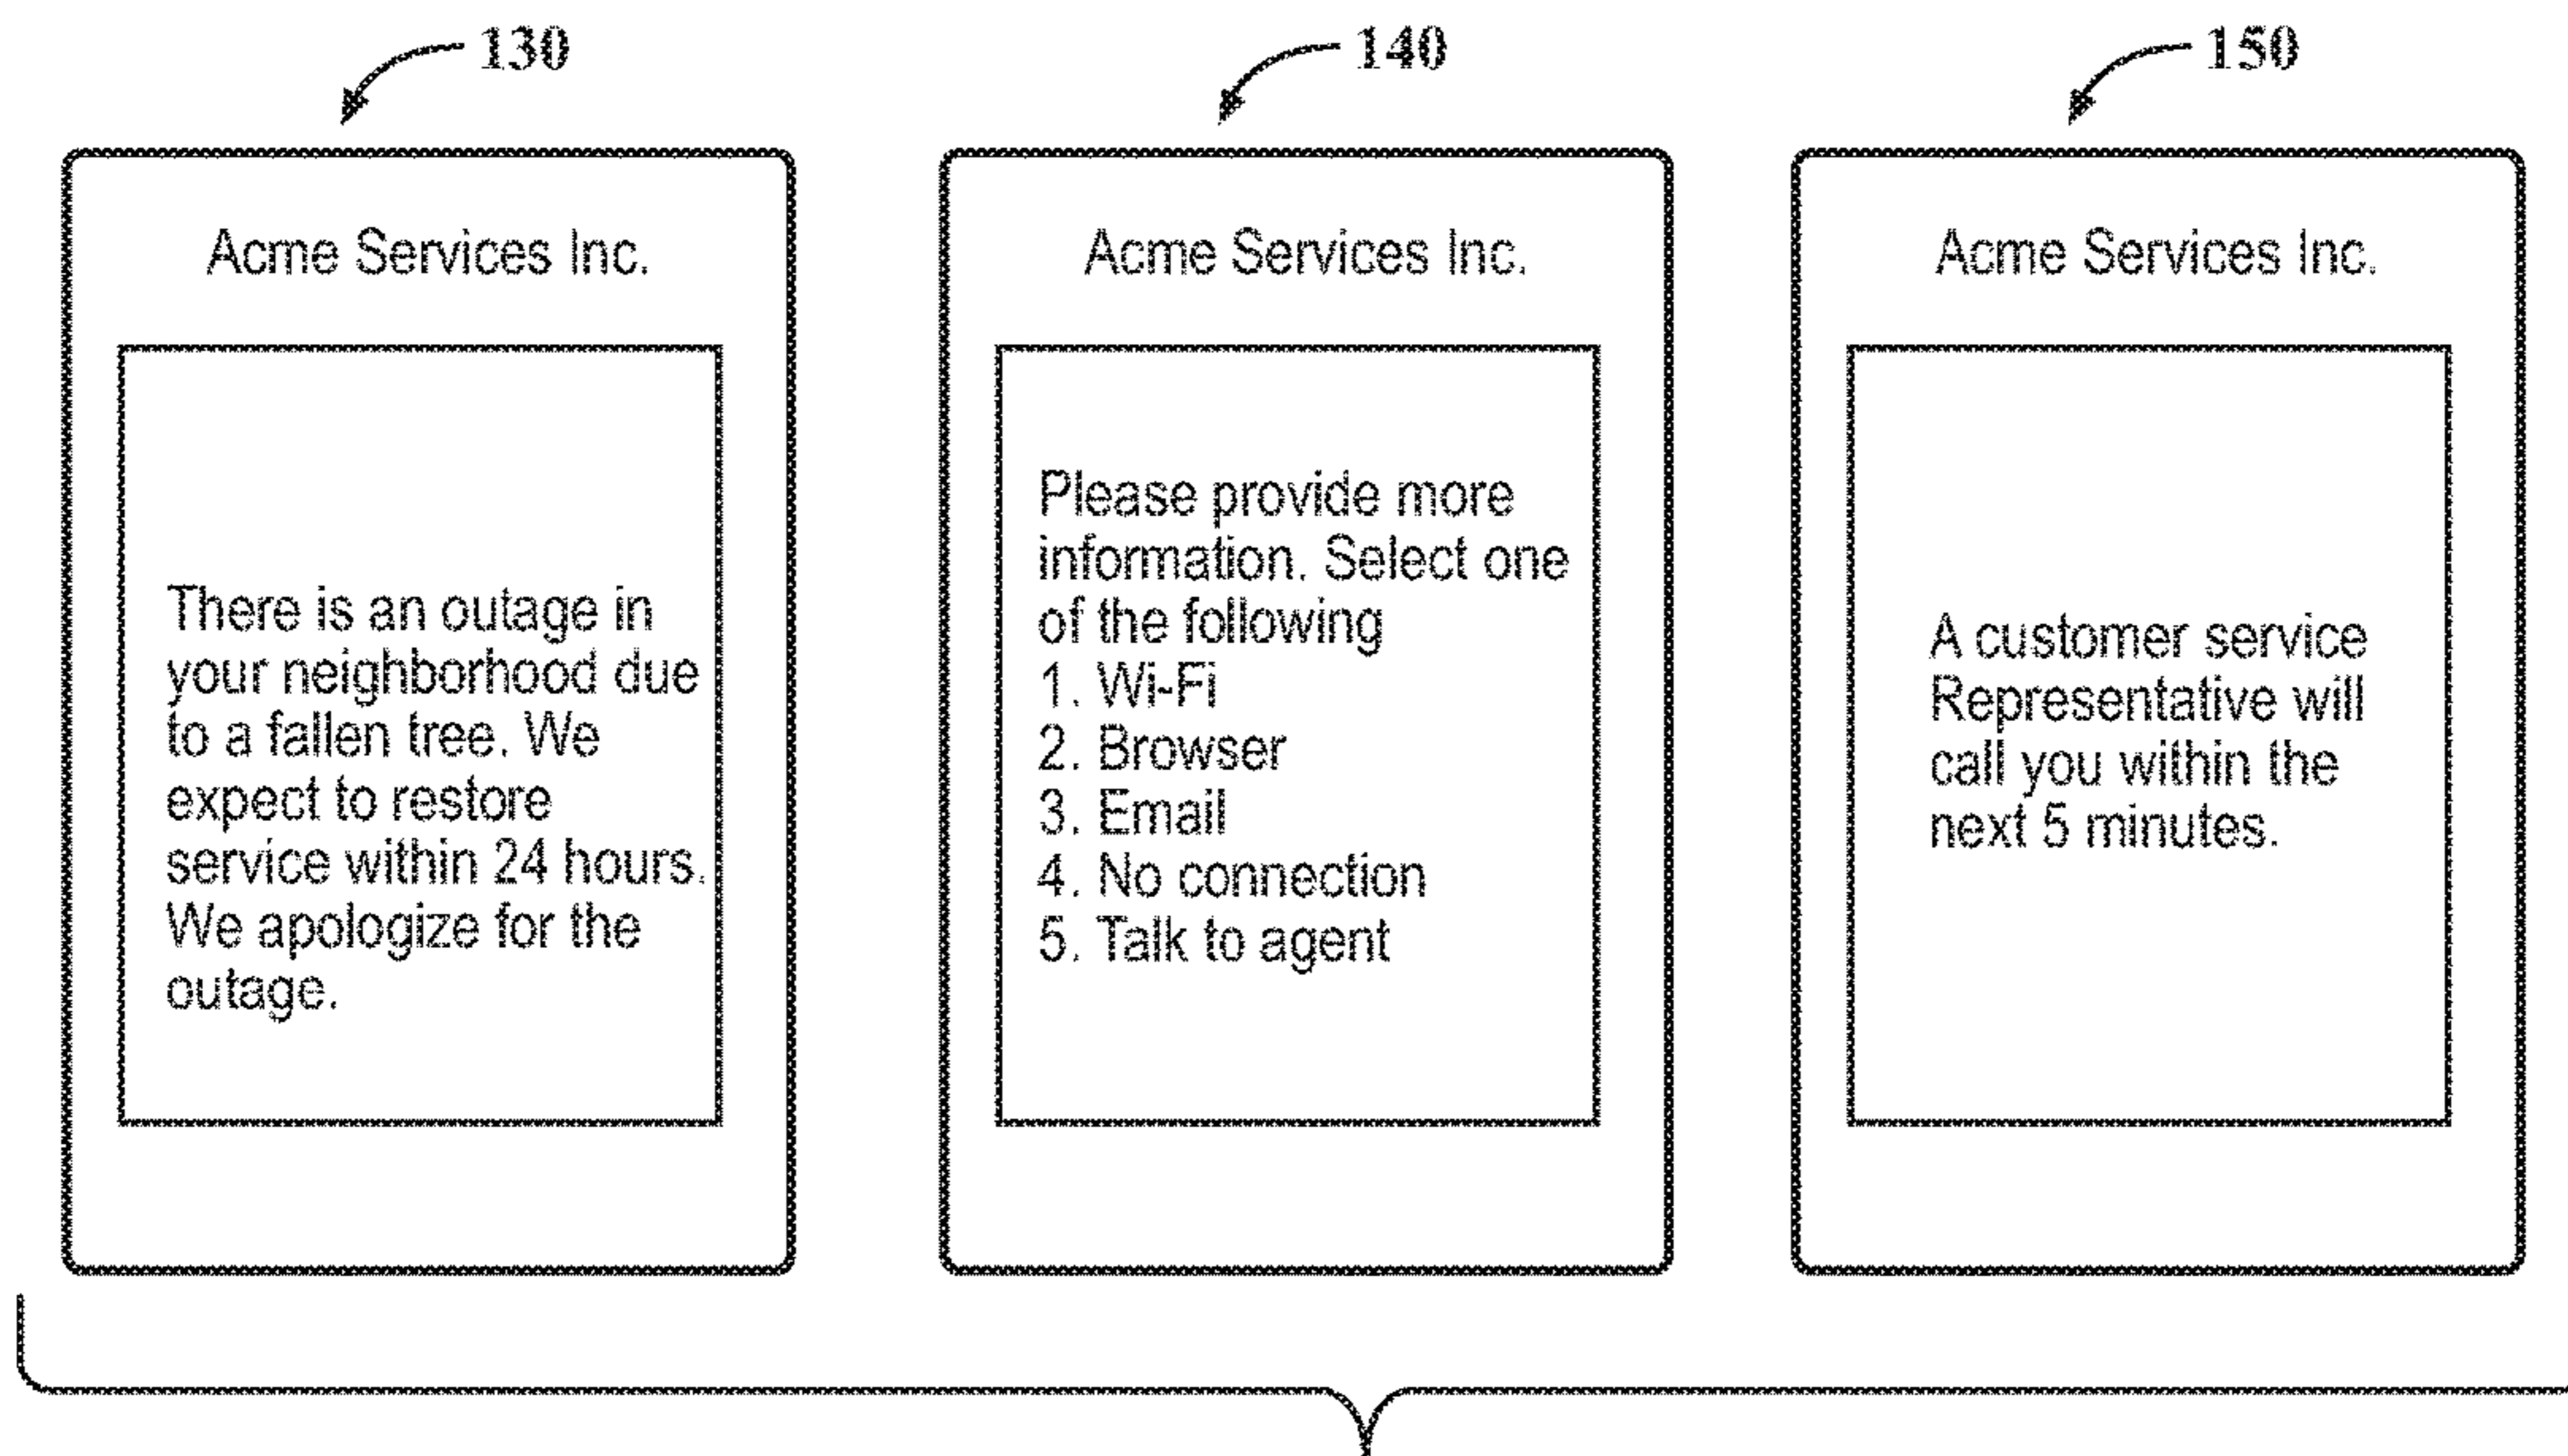 130
Acme Services Inc.
There is an outage in
your neighborhood due
to a fallen tree. We
expect to restore
service within 24 hours.
We apologize for the
outage.
140
Acme Services Inc.
Please provide more
information. Select one
of the following
1. Wi-Fi
2. Browser
3. Email
4. No connection
5. Talk to agent
150
Acme Services Inc.
A customer service
Representative will
call you within the
next 5 minutes.